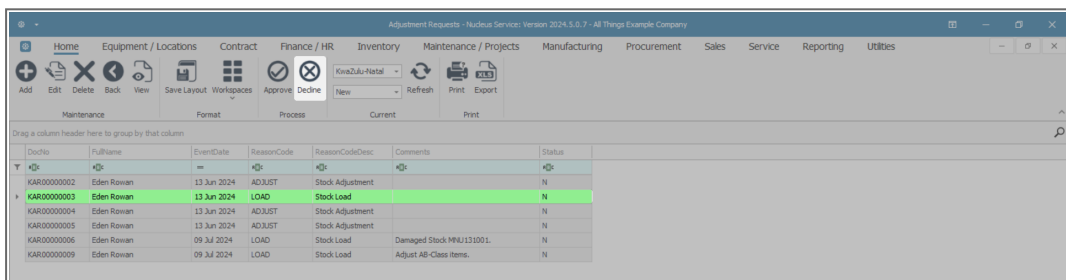 Adjustment Requests - Nucleus Service: Version 2024.5.0.7 - All Things Example Company
Home Equipment / Locations Contract Finance / HR Inventory Maintenance / Projects Manufacturing Procurement Sales Service Reporting Utilities
KwaZulu-Natal
New
Add Edit Delete Back View Save Layout Workspaces Approve Decline Refresh Print Export
Maintenance Format Process Current Print
Drag a column header here to group by that column
DocNo FullName EventDate ReasonCode ReasonCodeDesc Comments Status
KAR00000002 Eden Rowan 13 Jun 2024 ADJUST Stock Adjustment N
KAR00000003 Eden Rowan 13 Jun 2024 LOAD Stock Load N
KAR00000004 Eden Rowan 13 Jun 2024 ADJUST Stock Adjustment N
KAR00000005 Eden Rowan 13 Jun 2024 ADJUST Stock Adjustment N
KAR00000006 Eden Rowan 09 Jul 2024 LOAD Stock Load Damaged Stock MNU131001. N
KAR00000009 Eden Rowan 09 Jul 2024 LOAD Stock Load Adjust AB-Class items. N